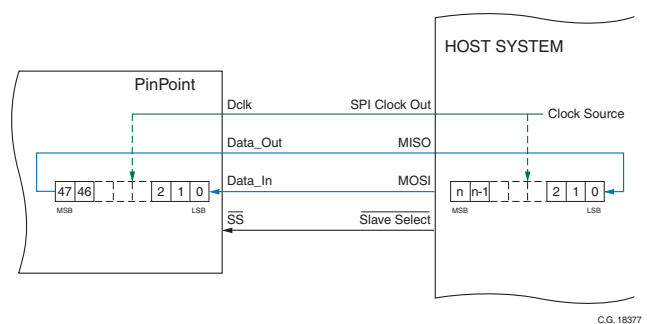 HOST SYSTEM
PinPoint
Dclk SPI Clock Out Clock Source
Data_Out MISO
47 46 2 1 0 Data_In MOSI n n-1 2 1 0
MSB LSB MSB LSB
SS Slave Select
C.G. 18377